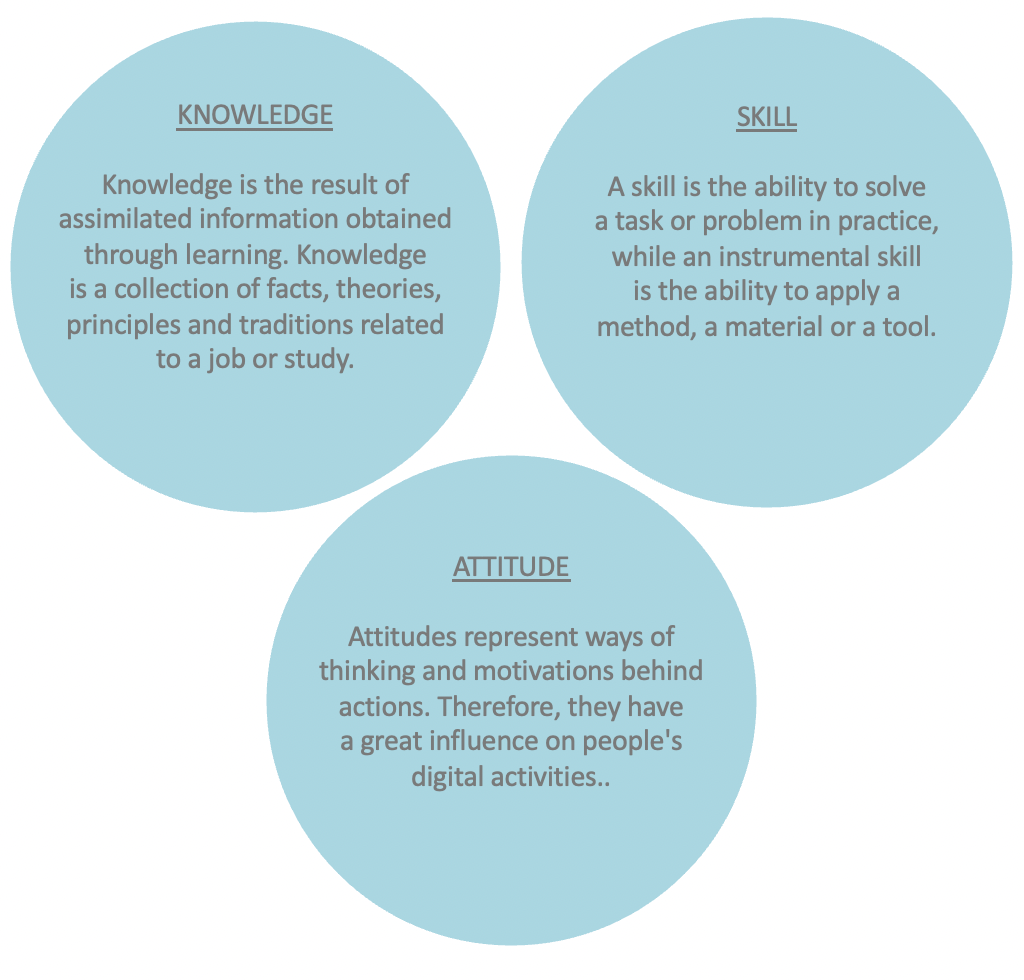 KNOWLEDGE
Knowledge is the result of
assimilated information obtained
through learning. Knowledge
is a collection of facts, theories,
principles and traditions related
to a job or study.
SKILL
A skill is the ability to solve
a task or problem in practice,
while an instrumental skill
is the ability to apply a
method, a material or a tool.
ATTITUDE
Attitudes represent ways of
thinking and motivations behind
actions. Therefore, they have
a great influence on people's
digital activities..